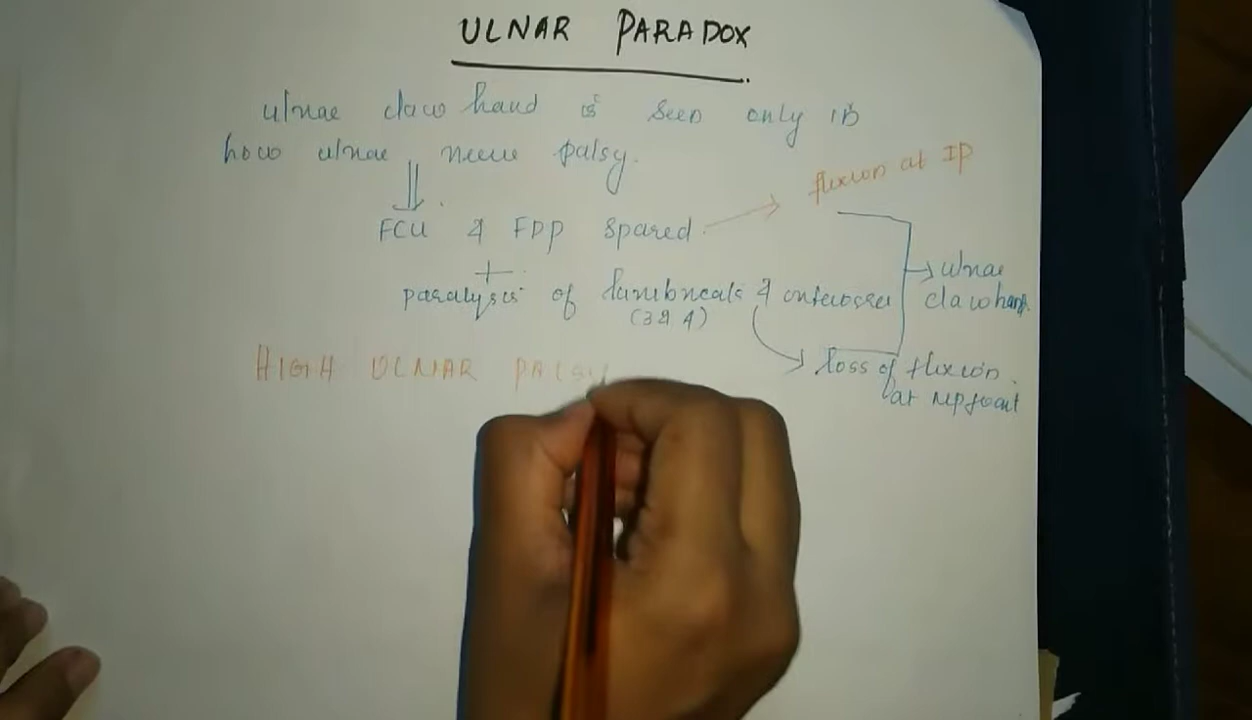 ULNAR PARADOX
ulnar claw hand is seen only in
low ulnar nerve palsy.
flexion at IP
FCU & FDP spared
+
paralysis of lumbricals & interossei
(3 & 4)
ulnar
claw hand.
HIGH ULNAR PALSY
loss of flexion
at mp joint